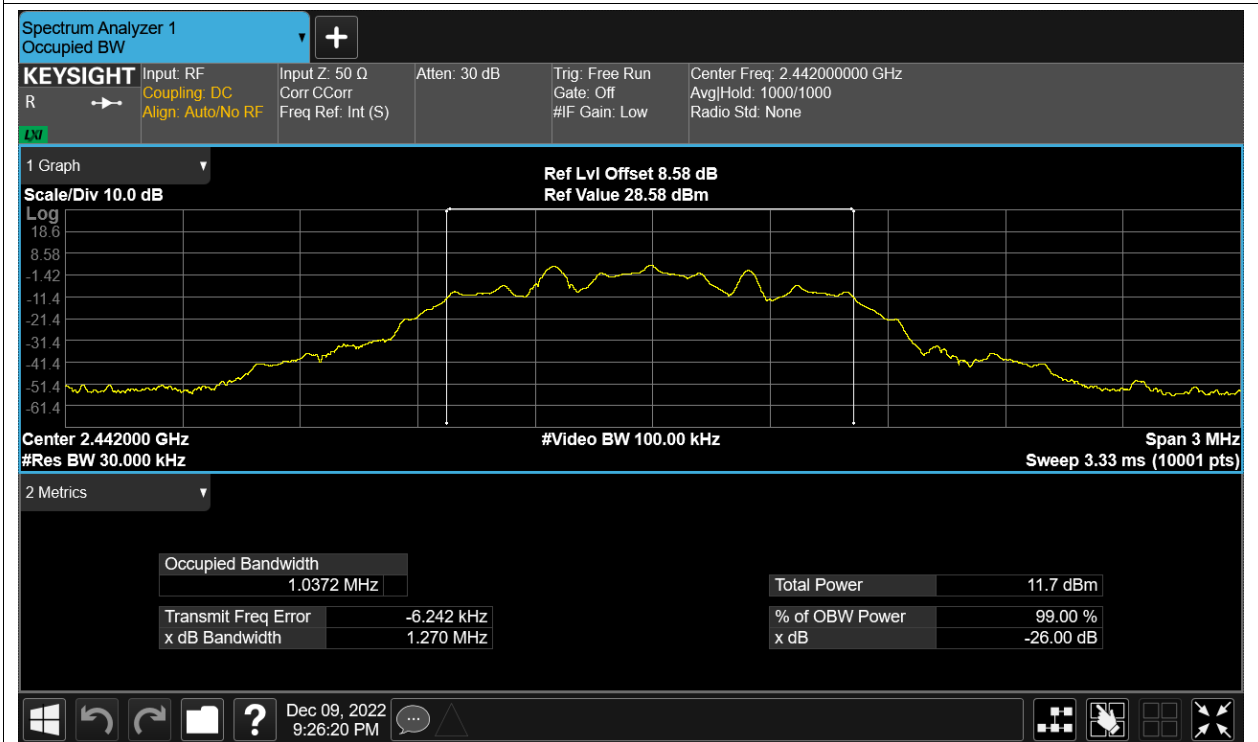 Spectrum Analyzer 1
Occupied BW
+
KEYSIGHT
R
LXI
Input: RF
Coupling: DC
Align: Auto/No RF
Input Z: 50 Ω
Corr CCorr
Freq Ref: Int (S)
Atten: 30 dB
Trig: Free Run
Gate: Off
#IF Gain: Low
Center Freq: 2.442000000 GHz
Avg|Hold: 1000/1000
Radio Std: None
1 Graph
Scale/Div 10.0 dB
Ref Lvl Offset 8.58 dB
Ref Value 28.58 dBm
Log
18.6
8.58
-1.42
-11.4
-21.4
-31.4
-41.4
-51.4
-61.4
Center 2.442000 GHz
#Res BW 30.000 kHz
#Video BW 100.00 kHz
Span 3 MHz
Sweep 3.33 ms (10001 pts)
2 Metrics
Occupied Bandwidth
1.0372 MHz
Transmit Freq Error -6.242 kHz
x dB Bandwidth 1.270 MHz
Total Power 11.7 dBm
% of OBW Power 99.00 %
x dB -26.00 dB
?
Dec 09, 2022
9:26:20 PM